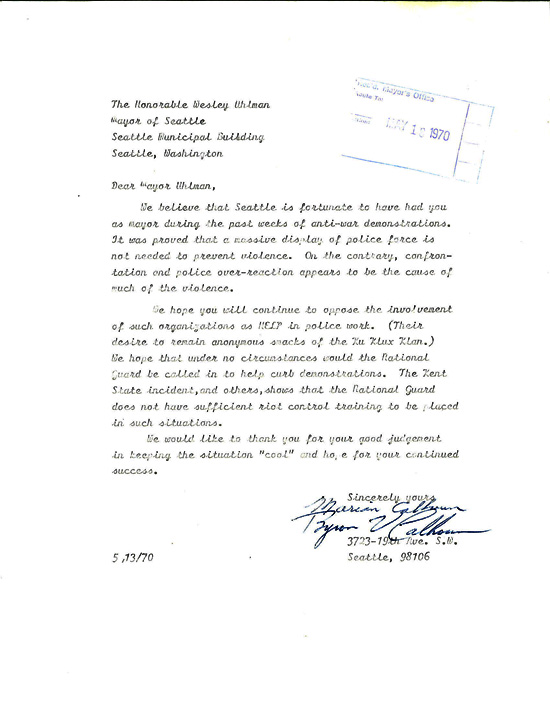 The Honorable Wesley Uhlman
Mayor of Seattle
Seattle Municipal Building
Seattle, Washington
Mayor's Office
MAY 1 1970
Dear Mayor Uhlman,
We believe that Seattle is fortunate to have had you
as mayor during the past weeks of anti-war demonstrations.
It was proved that a massive display of police force is
not needed to prevent violence. On the contrary, confron-
tation and police over-reaction appears to be the cause of
much of the violence.
We hope you will continue to oppose the involvement
of such organizations as HELP in police work. (Their
desire to remain anonymous smacks of the Ku Klux Klan.)
We hope that under no circumstances would the National
Guard be called in to help curb demonstrations. The Kent
State incident, and others, shows that the National Guard
does not have sufficient riot control training to be placed
in such situations.
We would like to thank you for your good judgement
in keeping the situation "cool" and hope for your continued
success.
Sincerely yours
Marian Calhoun
Byron V Calhoun
3723-19th Ave. S.W.
5/13/70
Seattle, 98106